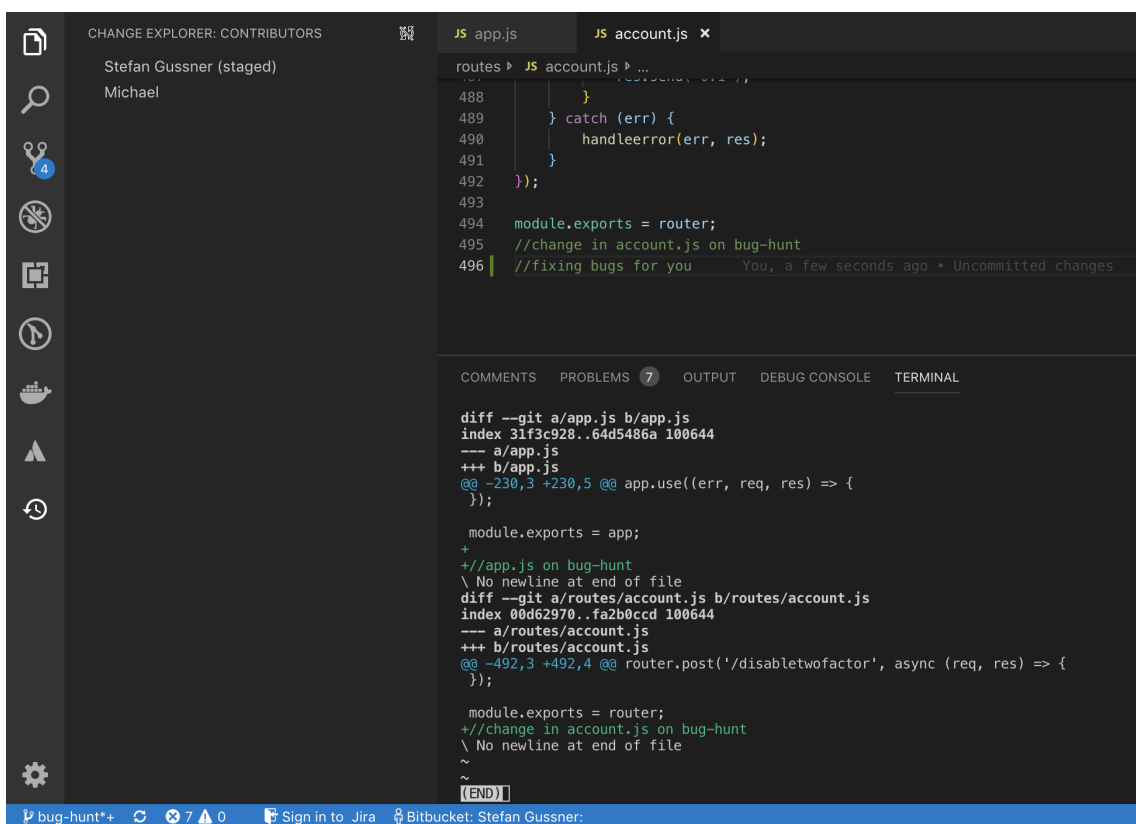 CHANGE EXPLORER: CONTRIBUTORS
Stefan Gussner (staged)
Michael
4
JS app.js
JS account.js ×
routes JS account.js ...
488 }
489 } catch (err) {
490 handleerror(err, res);
491 }
492 });
493
494 module.exports = router;
495 //change in account.js on bug-hunt
496 //fixing bugs for you You, a few seconds ago • Uncommitted changes
COMMENTS PROBLEMS 7 OUTPUT DEBUG CONSOLE TERMINAL
diff --git a/app.js b/app.js
index 31f3c928..64d5486a 100644
--- a/app.js
+++ b/app.js
@@ -230,3 +230,5 @@ app.use((err, req, res) => {
});
module.exports = app;
+
+//app.js on bug-hunt
\ No newline at end of file
diff --git a/routes/account.js b/routes/account.js
index 00d62970..fa2b0ccd 100644
--- a/routes/account.js
+++ b/routes/account.js
@@ -492,3 +492,4 @@ router.post('/disabletwofactor', async (req, res) => {
});
module.exports = router;
+//change in account.js on bug-hunt
\ No newline at end of file
~
~
(END)
bug-hunt*+ 7 0 Sign in to Jira Bitbucket: Stefan Gussner: